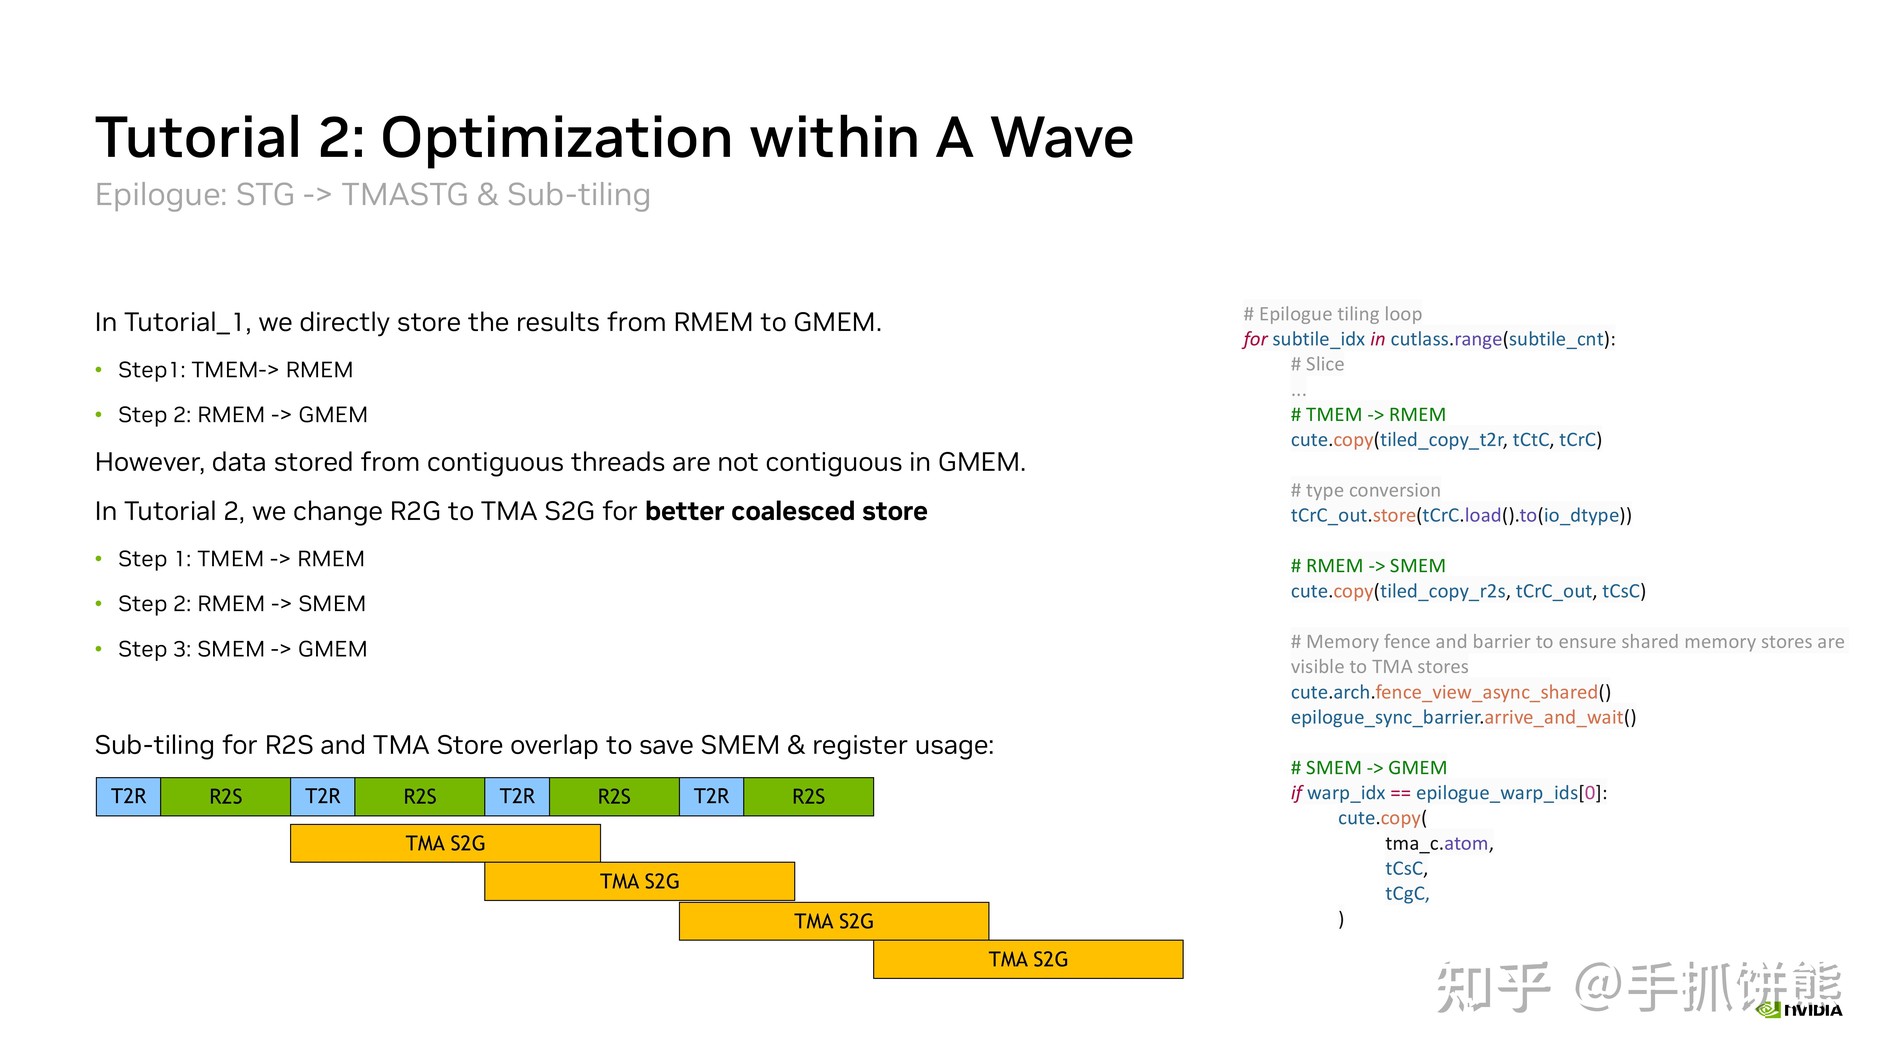 Tutorial 2: Optimization within A Wave
Epilogue: STG -> TMASTG & Sub-tiling
In Tutorial_1, we directly store the results from RMEM to GMEM.
• Step1: TMEM-> RMEM
• Step 2: RMEM -> GMEM
However, data stored from contiguous threads are not contiguous in GMEM.
In Tutorial 2, we change R2G to TMA S2G for better coalesced store
• Step 1: TMEM -> RMEM
• Step 2: RMEM -> SMEM
• Step 3: SMEM -> GMEM
Sub-tiling for R2S and TMA Store overlap to save SMEM & register usage:
T2R R2S T2R R2S T2R R2S T2R R2S
TMA S2G
TMA S2G
TMA S2G
TMA S2G
# Epilogue tiling loop
for subtile_idx in cutlass.range(subtile_cnt):
# Slice
...
# TMEM -> RMEM
cute.copy(tiled_copy_t2r, tCtC, tCrC)
# type conversion
tCrC_out.store(tCrC.load().to(io_dtype))
# RMEM -> SMEM
cute.copy(tiled_copy_r2s, tCrC_out, tCsC)
# Memory fence and barrier to ensure shared memory stores are
visible to TMA stores
cute.arch.fence_view_async_shared()
epilogue_sync_barrier.arrive_and_wait()
# SMEM -> GMEM
if warp_idx == epilogue_warp_ids[0]:
cute.copy(
tma_c.atom,
tCsC,
tCgC,
)
知乎 @手抓饼熊
NVIDIA